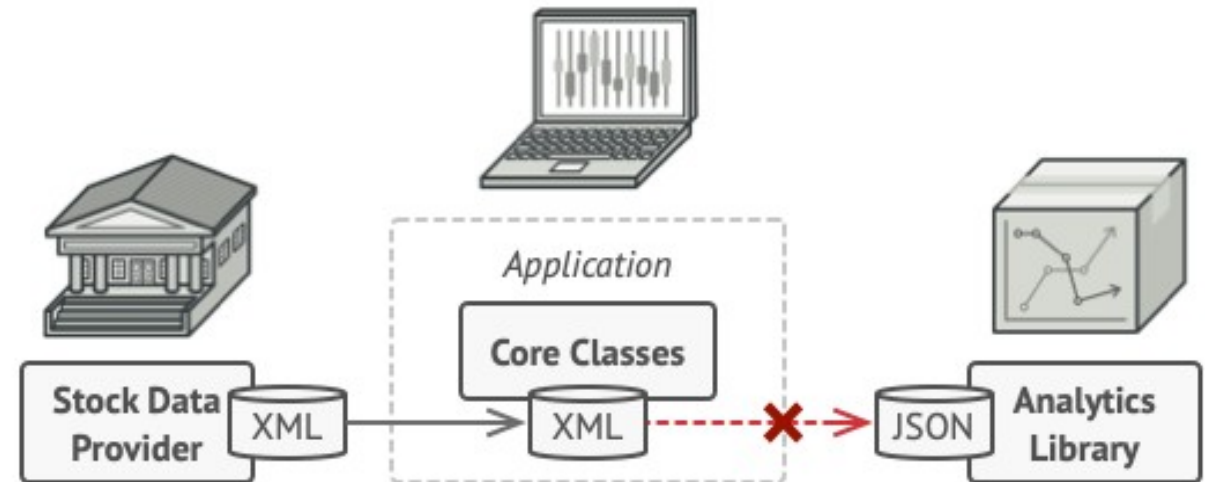 Application
Core Classes
Stock Data
Provider
XML
XML
JSON
Analytics
Library